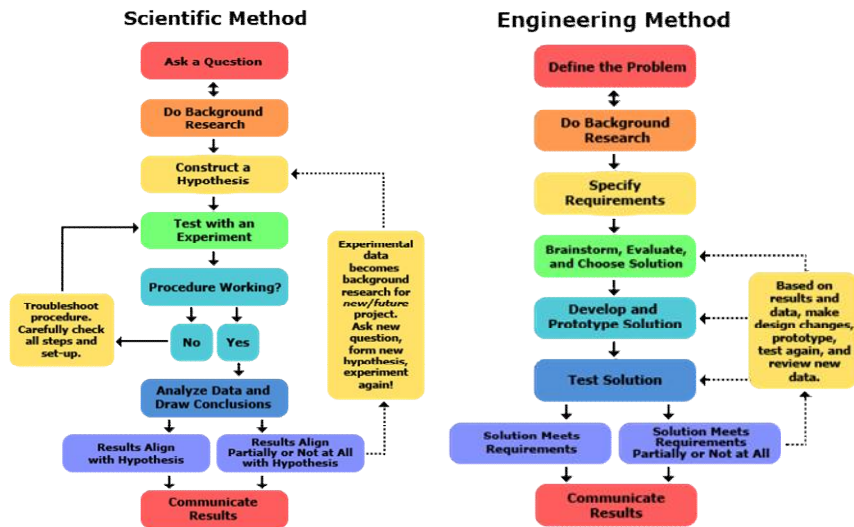 Scientific Method
Ask a Question
Do Background
Research
Construct a
Hypothesis
Test with an
Experiment
Procedure Working?
No
Yes
Troubleshoot
procedure.
Carefully check
all steps and
set-up.
Experimental
data
becomes
background
research for
new/future
project.
Ask new
question,
form new
hypothesis,
experiment
again!
Analyze Data and
Draw Conclusions
Results Align
with Hypothesis
Results Align
Partially or Not at All
with Hypothesis
Communicate
Results
Engineering Method
Define the Problem
Do Background
Research
Specify
Requirements
Brainstorm, Evaluate,
and Choose Solution
Develop and
Prototype Solution
Test Solution
Based on
results and
data, make
design changes,
prototype,
test again, and
review new
data.
Solution Meets
Requirements
Solution Meets
Requirements
Partially or Not at All
Communicate
Results